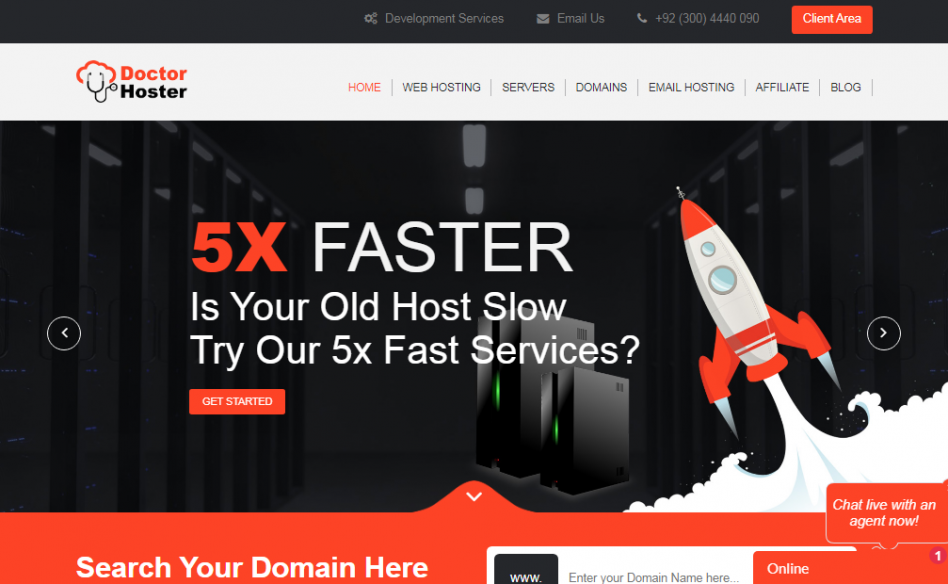 Development Services
Email Us
+92 (300) 4440 090
Client Area
Doctor
Hoster
HOME
WEB HOSTING
SERVERS
DOMAINS
EMAIL HOSTING
AFFILIATE
BLOG
5X FASTER
Is Your Old Host Slow
Try Our 5x Fast Services?
GET STARTED
Chat live with an
agent now!
Search Your Domain Here
www.
Enter your Domain Name here...
Online
1